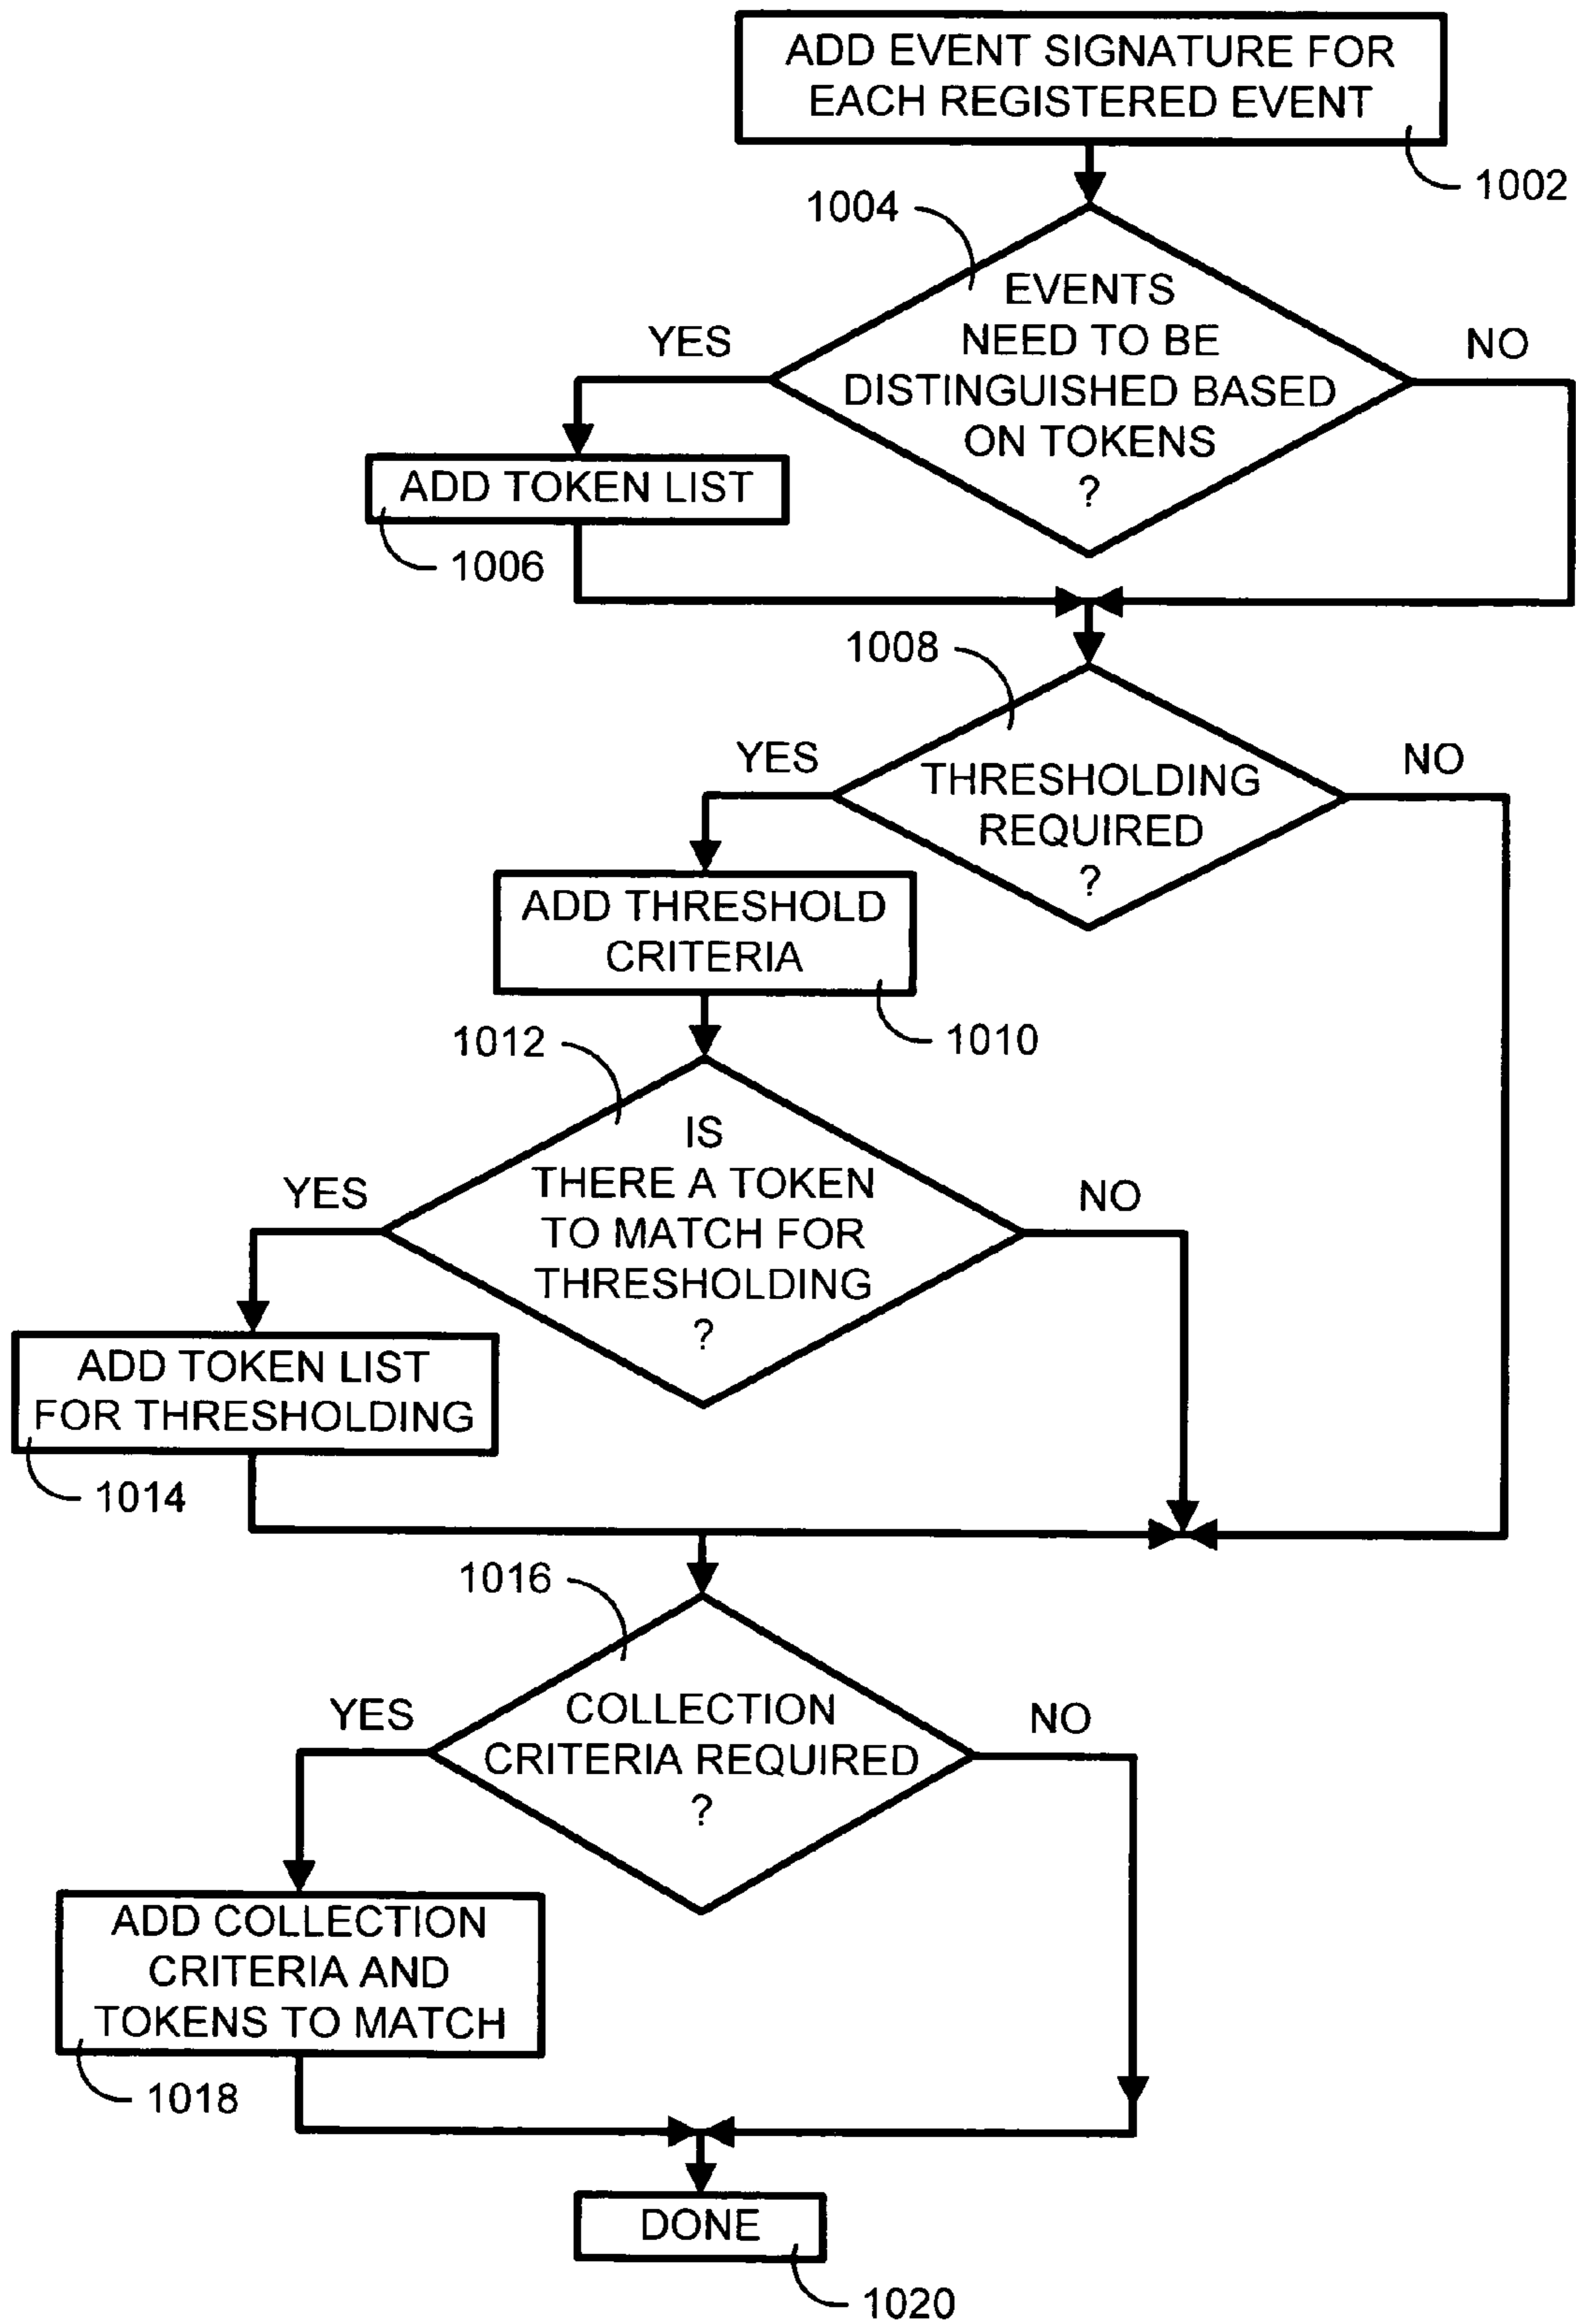 ADD EVENT SIGNATURE FOR
EACH REGISTERED EVENT
1002
1004
EVENTS
NEED TO BE
DISTINGUISHED BASED
ON TOKENS
?
YES
NO
ADD TOKEN LIST
1006
1008
THRESHOLDING
REQUIRED
?
YES
NO
ADD THRESHOLD
CRITERIA
1010
1012
IS
THERE A TOKEN
TO MATCH FOR
THRESHOLDING
?
YES
NO
ADD TOKEN LIST
FOR THRESHOLDING
1014
1016
COLLECTION
CRITERIA REQUIRED
?
YES
NO
ADD COLLECTION
CRITERIA AND
TOKENS TO MATCH
1018
DONE
1020